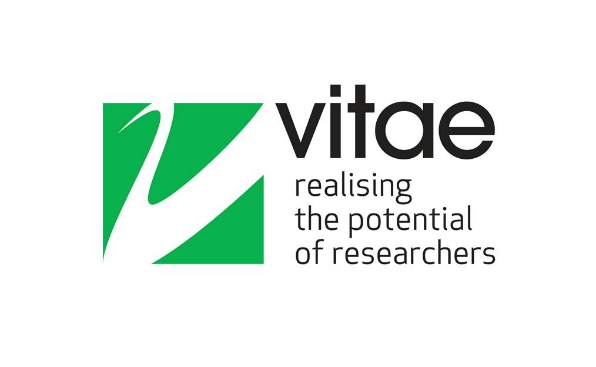 vitae
realising
the potential
of researchers